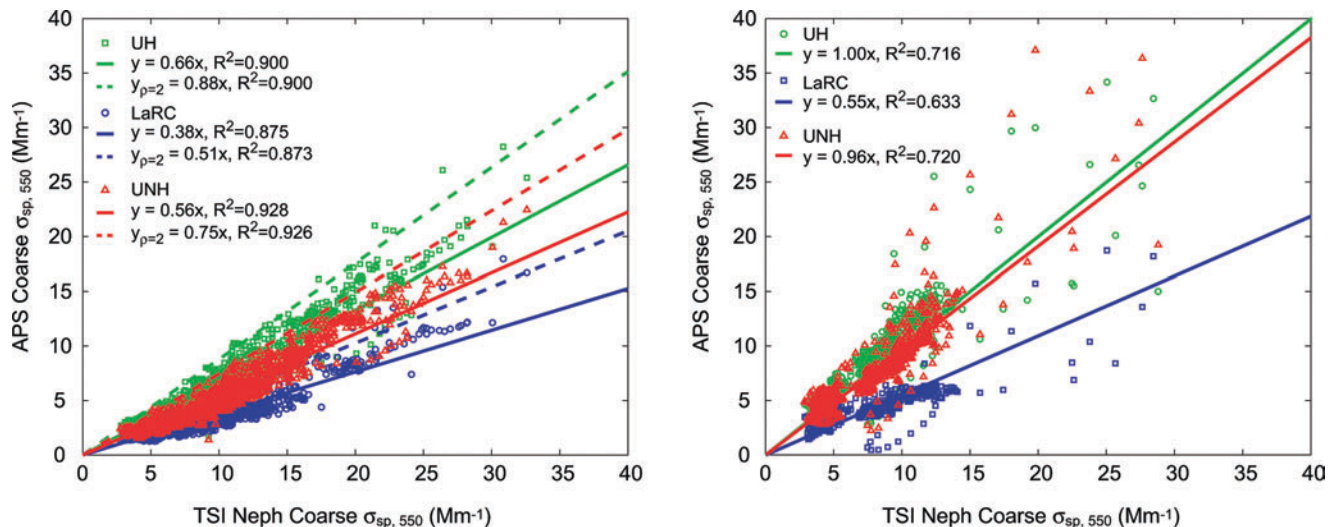 40
35
30
25
20
15
10
5
0
APS Coarse σsp, 550 (Mm-1)
UH
y = 0.66x, R2=0.900
yρ=2 = 0.88x, R2=0.900
LaRC
y = 0.38x, R2=0.875
yρ=2 = 0.51x, R2=0.873
UNH
y = 0.56x, R2=0.928
yρ=2 = 0.75x, R2=0.926
0 5 10 15 20 25 30 35 40
TSI Neph Coarse σsp, 550 (Mm-1)
40
35
30
25
20
15
10
5
0
APS Coarse σsp, 550 (Mm-1)
UH
y = 1.00x, R2=0.716
LaRC
y = 0.55x, R2=0.633
UNH
y = 0.96x, R2=0.720
0 5 10 15 20 25 30 35 40
TSI Neph Coarse σsp, 550 (Mm-1)